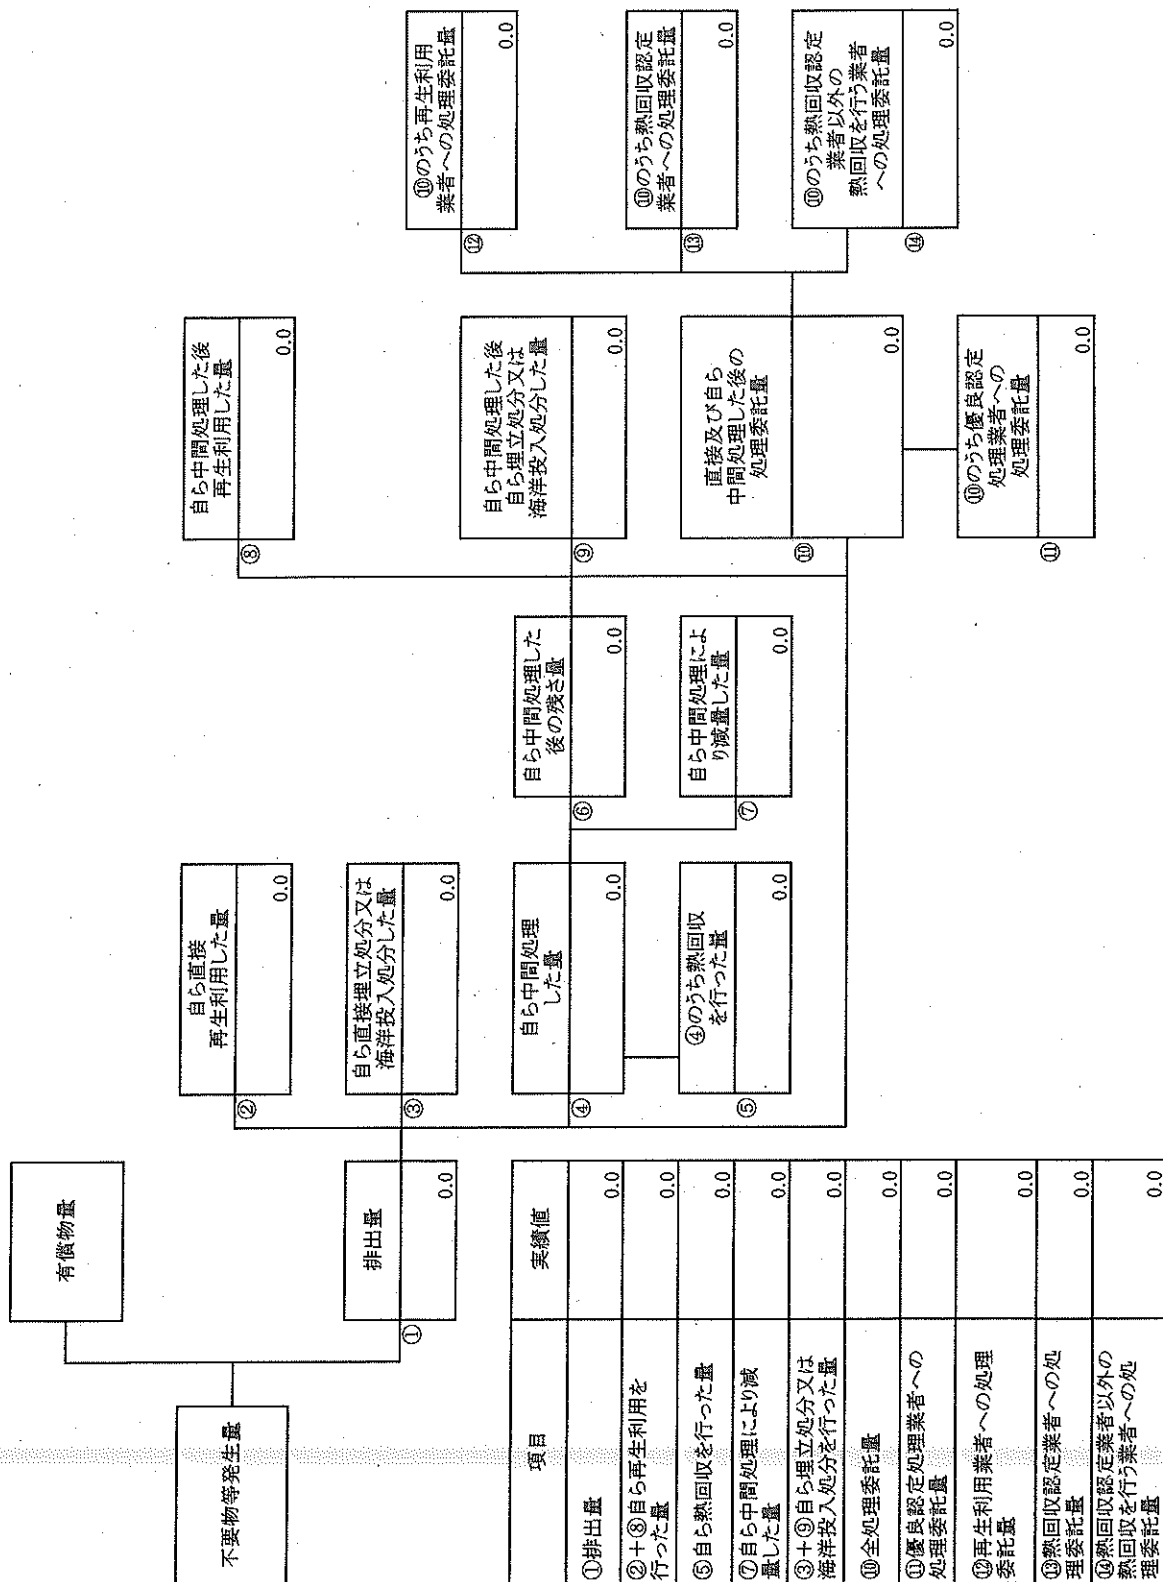 不要物等発生量
有償物量
排出量
①
0.0
自ら直接
再生利用した量
②
0.0
自ら直接埋立処分又は
海洋投入処分した量
③
0.0
自ら中間処理
した量
④
0.0
④のうち熱回収
を行った量
⑤
0.0
自ら中間処理した
後の残さ量
⑥
0.0
自ら中間処理によ
り減量した量
⑦
0.0
自ら中間処理した後
再生利用した量
⑧
0.0
自ら中間処理した後
自ら埋立処分又は
海洋投入処分した量
⑨
0.0
直接及び自ら
中間処理した後の
処理委託量
⑩
0.0
⑩のうち優良認定
処理業者への
処理委託量
⑪
0.0
⑩のうち再生利用
業者への処理委託量
⑫
0.0
⑩のうち熱回収認定
業者への処理委託量
⑬
0.0
⑩のうち熱回収認定
業者以外の
熱回収を行う業者
への処理委託量
⑭
0.0
項目 実績値
①排出量 0.0
②+⑧自ら再生利用を
行った量 0.0
⑤自ら熱回収を行った量 0.0
⑦自ら中間処理により減
量した量 0.0
③+⑨自ら埋立処分又は
海洋投入処分を行った量 0.0
⑩全処理委託量 0.0
⑪優良認定処理業者への
処理委託量 0.0
⑫再生利用業者への処理
委託量 0.0
⑬熱回収認定業者への処
理委託量 0.0
⑭熱回収認定業者以外の
熱回収を行う業者への処
理委託量 0.0